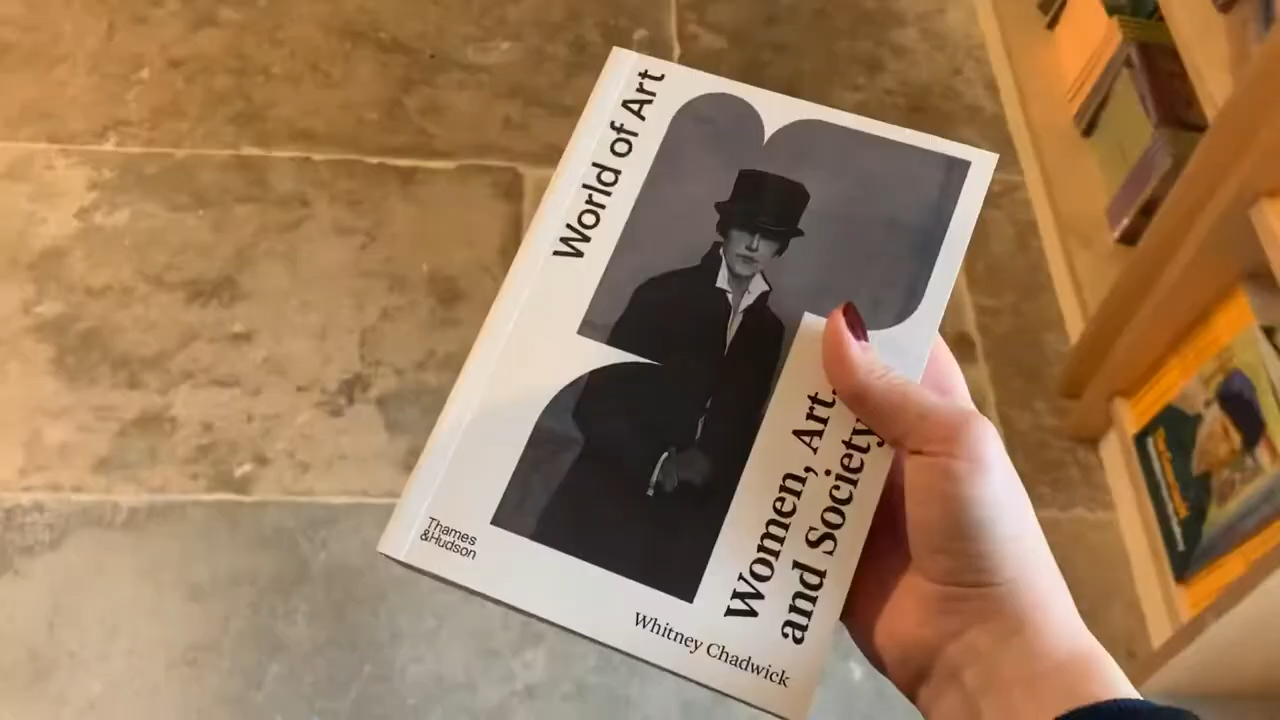 World of Art
Women, Art,
and Society
Thames
&Hudson
Whitney Chadwick